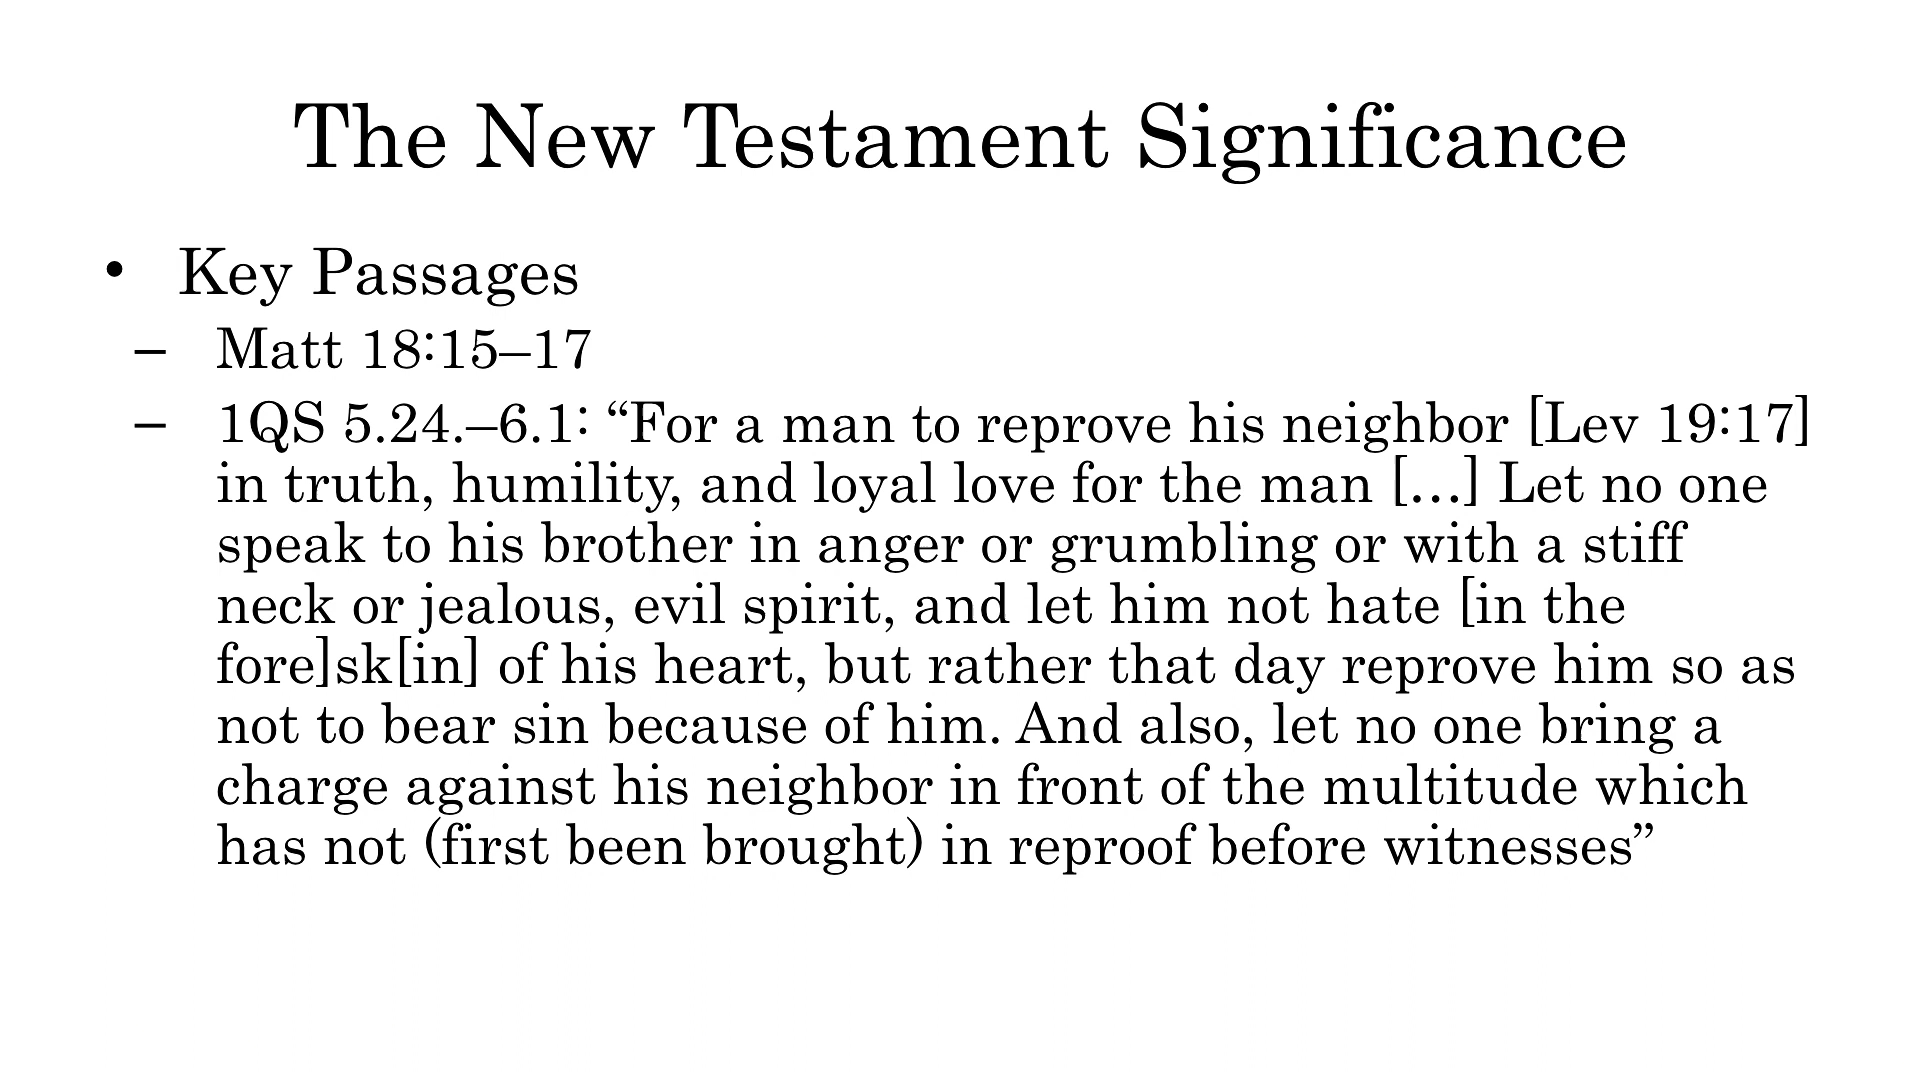 The New Testament Significance
• Key Passages
– Matt 18:15–17
– 1QS 5.24.–6.1: “For a man to reprove his neighbor [Lev 19:17]
in truth, humility, and loyal love for the man […] Let no one
speak to his brother in anger or grumbling or with a stiff
neck or jealous, evil spirit, and let him not hate [in the
fore]sk[in] of his heart, but rather that day reprove him so as
not to bear sin because of him. And also, let no one bring a
charge against his neighbor in front of the multitude which
has not (first been brought) in reproof before witnesses”